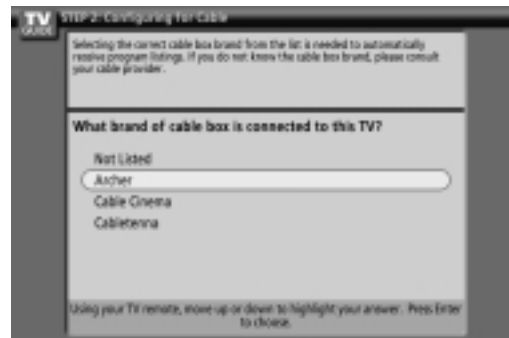 TV GUIDE
STEP 2: Configuring for Cable
Selecting the correct cable box brand from the list is needed to automatically
receive program listings. If you do not know the cable box brand, please consult
your cable provider.
What brand of cable box is connected to this TV?
Not Listed
Archer
Cable Cinema
Cabletenna
Using your TV remote, move up or down to highlight your answer. Press Enter
to choose.